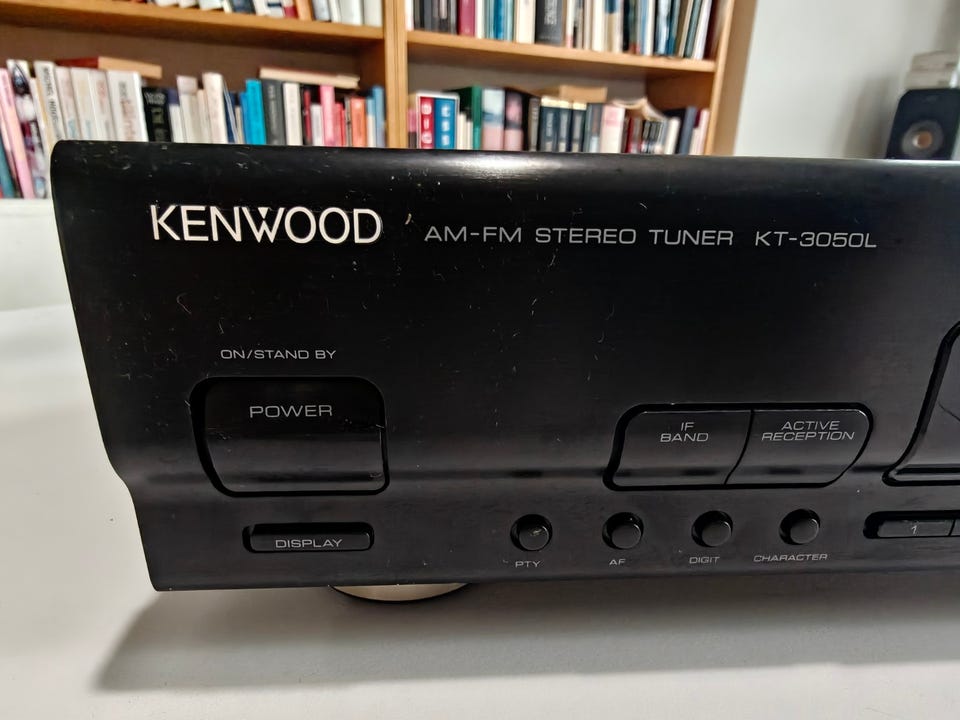 KENWOOD AM-FM STEREO TUNER KT-3050L
ON/STAND BY
POWER
IF
BAND
ACTIVE
RECEPTION
DISPLAY
PTY
AF
DIGIT
CHARACTER
1